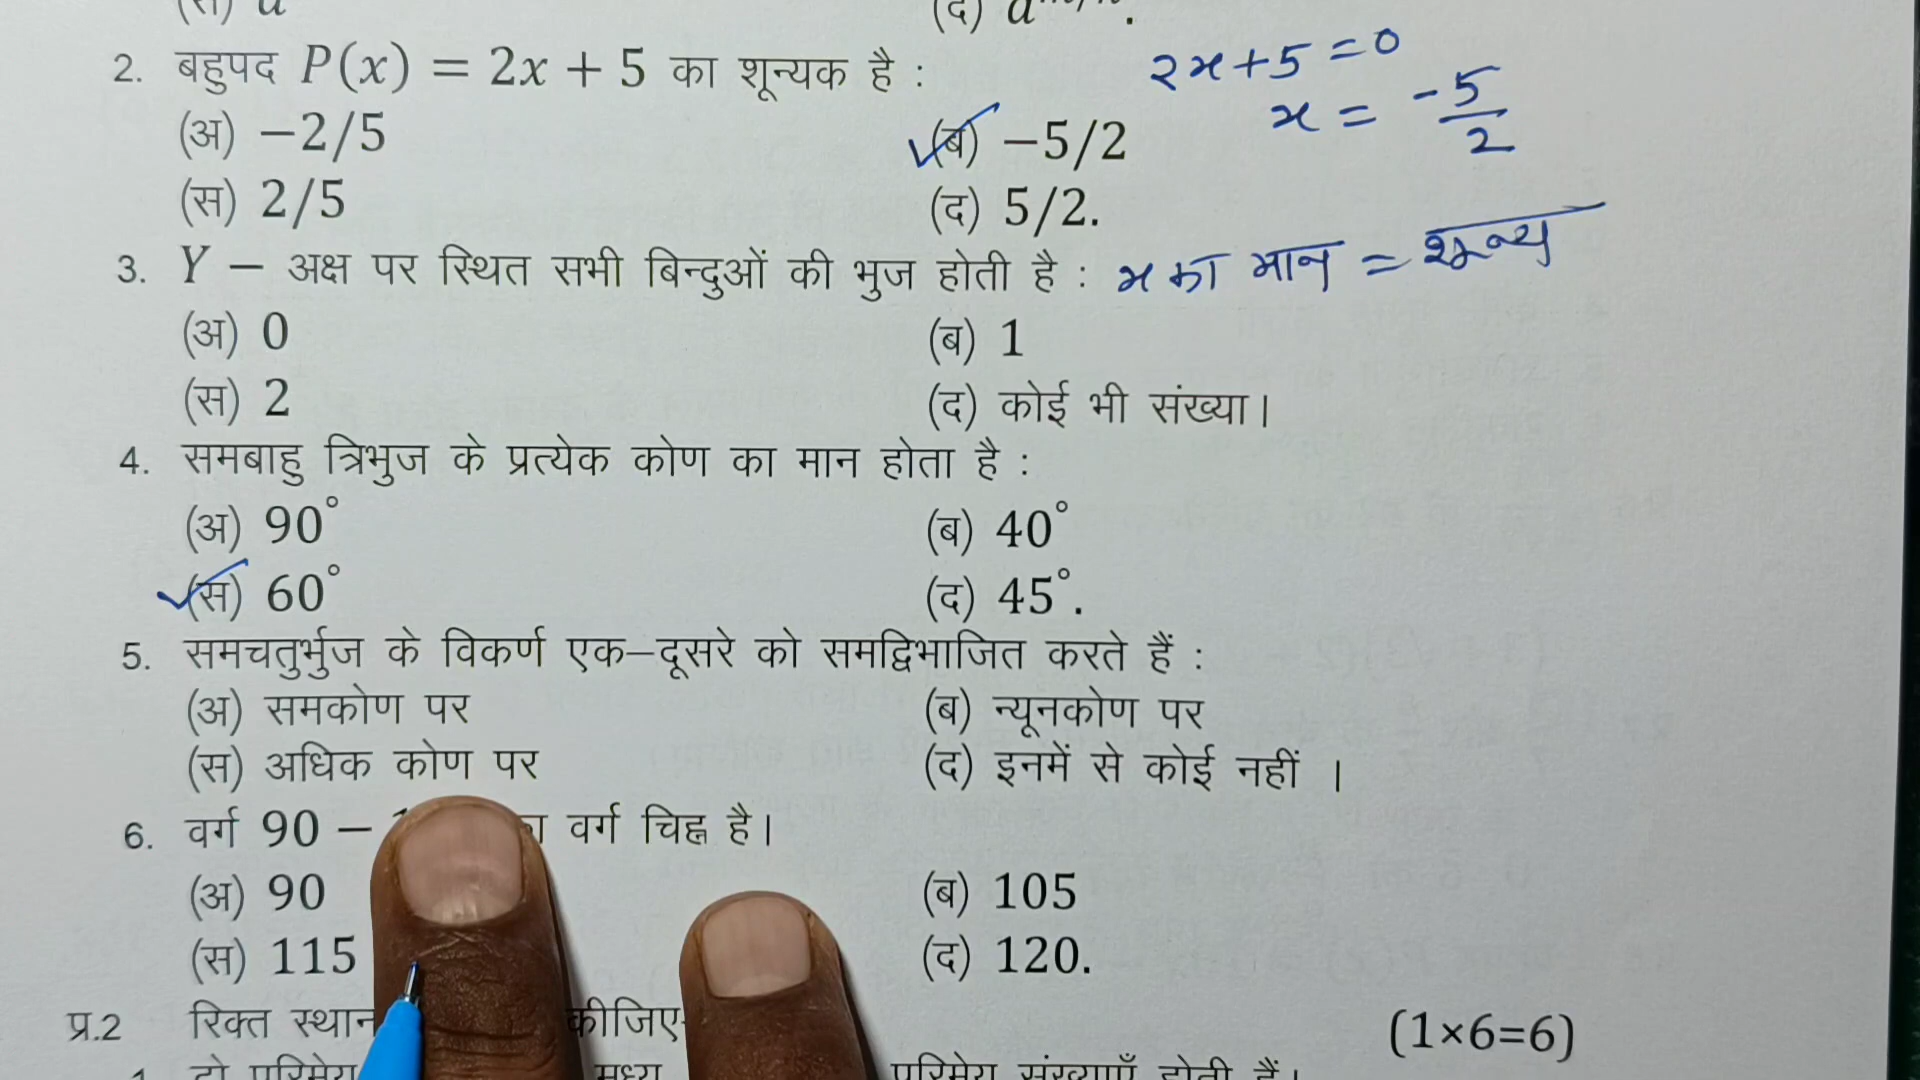 2. बहुपद P(x) = 2x + 5 का शून्यक है : 2x+5=0
x = -5/2
(अ) −2/5 (ब) −5/2
(स) 2/5 (द) 5/2.
3. Y − अक्ष पर स्थित सभी बिन्दुओं की भुज होती है : x का मान = शून्य
(अ) 0 (ब) 1
(स) 2 (द) कोई भी संख्या।
4. समबाहु त्रिभुज के प्रत्येक कोण का मान होता है :
(अ) 90° (ब) 40°
(स) 60° (द) 45°.
5. समचतुर्भुज के विकर्ण एक–दूसरे को समद्विभाजित करते हैं :
(अ) समकोण पर (ब) न्यूनकोण पर
(स) अधिक कोण पर (द) इनमें से कोई नहीं ।
6. वर्ग 90 − वर्ग चिह्न है।
(अ) 90 (ब) 105
(स) 115 (द) 120.
प्र.2 रिक्त स्थान कीजिए- (1×6=6)
मध्य परिमेय संख्याएँ होती हैं।